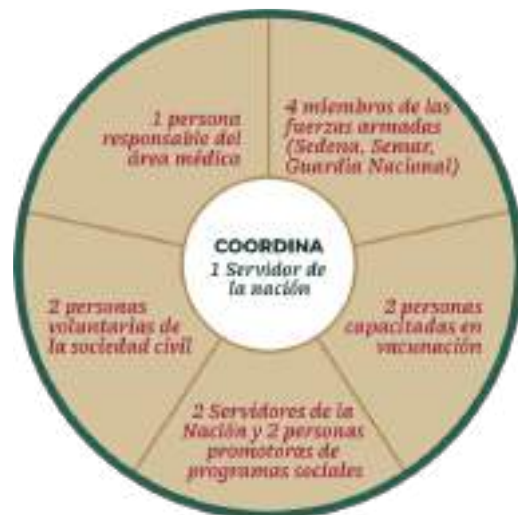 1 persona
responsable del
área médico
4 miembros de las
fuerzas armadas
(Sedena, Semar,
Guardia Nacional)
COORDINA
1 Servidor de
la nación
2 personas
voluntarias de
la sociedad civil
2 personas
capacitadas en
vacunación
2 Servidores de la
Nación y 2 personas
promotoras de
programas sociales